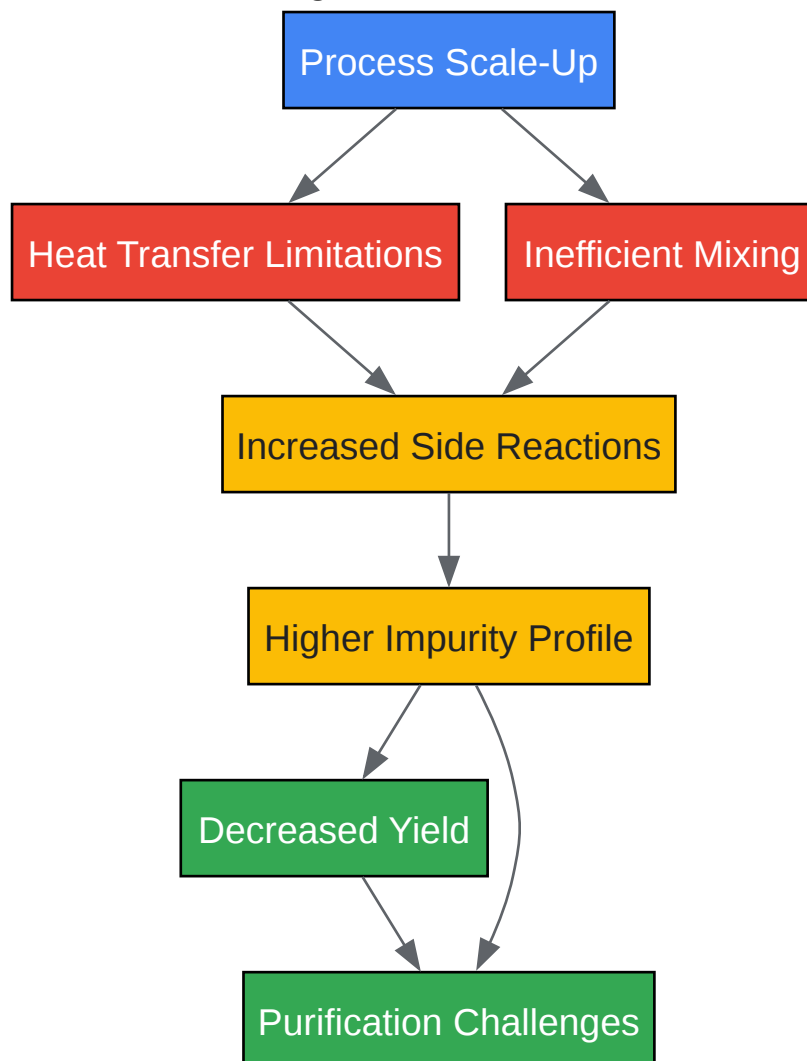 Process Scale-Up
Heat Transfer Limitations
Inefficient Mixing
Increased Side Reactions
Higher Impurity Profile
Decreased Yield
Purification Challenges